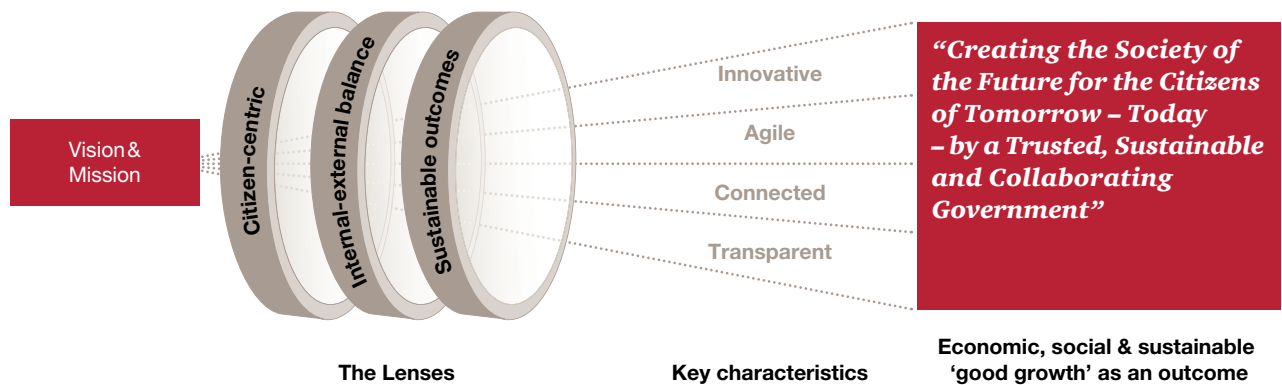 Vision & 
Mission
Citizen-centric
Internal-external balance
Sustainable outcomes
Innovative
Agile
Connected
Transparent
“Creating the Society of
the Future for the Citizens
of Tomorrow – Today
– by a Trusted, Sustainable
and Collaborating
Government”
The Lenses
Key characteristics
Economic, social & sustainable
‘good growth’ as an outcome